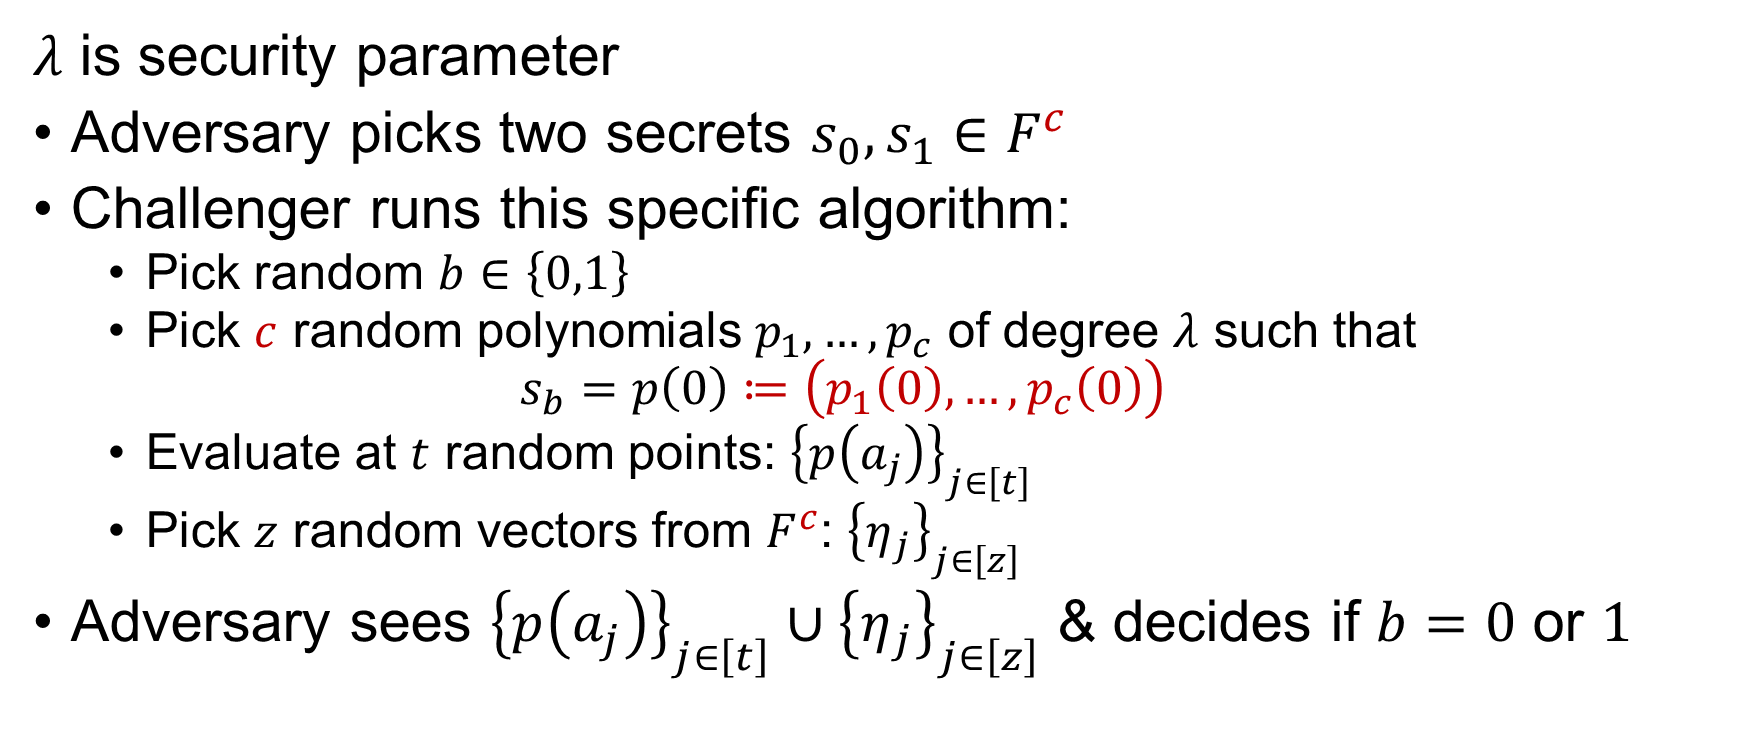 λ is security parameter
• Adversary picks two secrets s₀, s₁ ∈ Fᶜ
• Challenger runs this specific algorithm:
• Pick random b ∈ {0,1}
• Pick c random polynomials p₁, … , p_c of degree λ such that
s_b = p(0) ≔ (p₁(0), … , p_c(0))
• Evaluate at t random points: {p(a_j)}_{j∈[t]}
• Pick z random vectors from Fᶜ: {η_j}_{j∈[z]}
• Adversary sees {p(a_j)}_{j∈[t]} ∪ {η_j}_{j∈[z]} & decides if b = 0 or 1